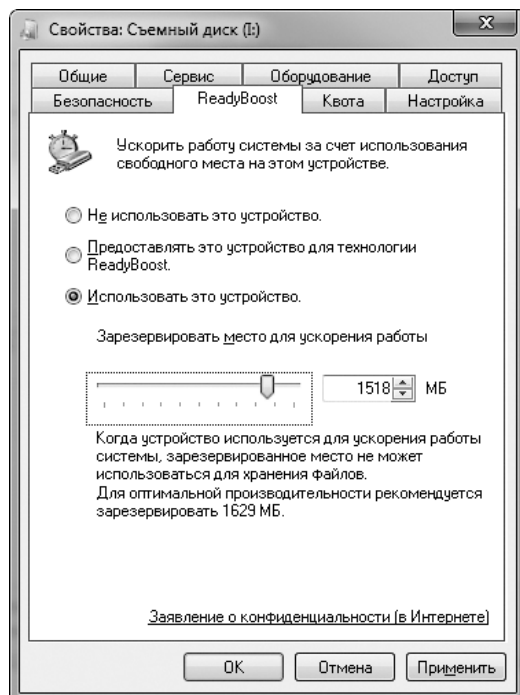 Свойства: Съемный диск (I:)
Общие Сервис Оборудование Доступ
Безопасность ReadyBoost Квота Настройка
Ускорить работу системы за счет использования
свободного места на этом устройстве.
Не использовать это устройство.
Предоставлять это устройство для технологии
ReadyBoost.
Использовать это устройство.
Зарезервировать место для ускорения работы
1518 МБ
Когда устройство используется для ускорения работы
системы, зарезервированное место не может
использоваться для хранения файлов.
Для оптимальной производительности рекомендуется
зарезервировать 1629 МБ.
Заявление о конфиденциальности (в Интернете)
OK Отмена Применить